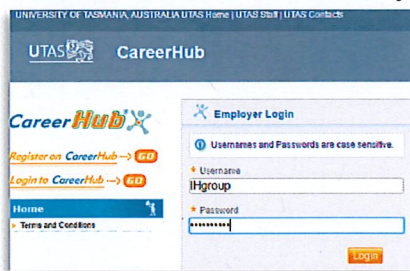 UNIVERSITY OF TASMANIA, AUSTRALIA UTAS Home | UTAS Staff | UTAS Contacts
UTAS CareerHub
CareerHub
Register on CareerHub --> GO
Login to CareerHub --> GO
Home
Terms and Conditions
Employer Login
Usernames and Passwords are case sensitive.
* Username
IHgroup
* Password
••••••••••
Login